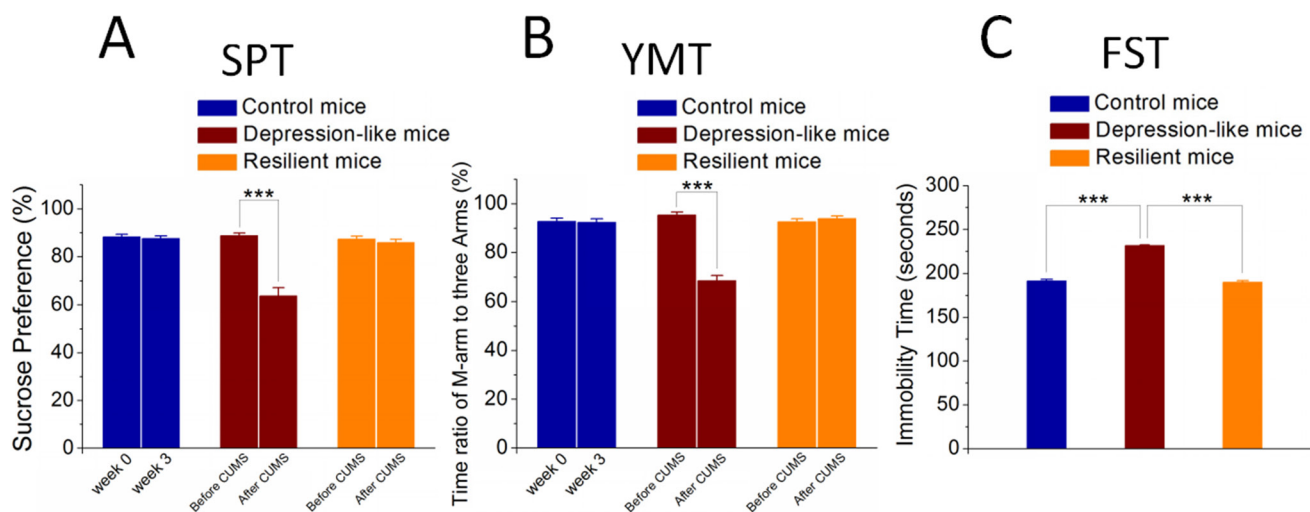 A
SPT
Control mice
Depression-like mice
Resilient mice
Sucrose Preference (%)
100
80
60
40
20
0
***
week 0
week 3
Before CUMS
After CUMS
Before CUMS
After CUMS
B
YMT
Control mice
Depression-like mice
Resilient mice
Time ratio of M-arm to three Arms (%)
100
80
60
40
20
0
***
week 0
week 3
Before CUMS
After CUMS
Before CUMS
After CUMS
C
FST
Control mice
Depression-like mice
Resilient mice
Immobility Time (seconds)
300
250
200
150
100
50
0
***
***